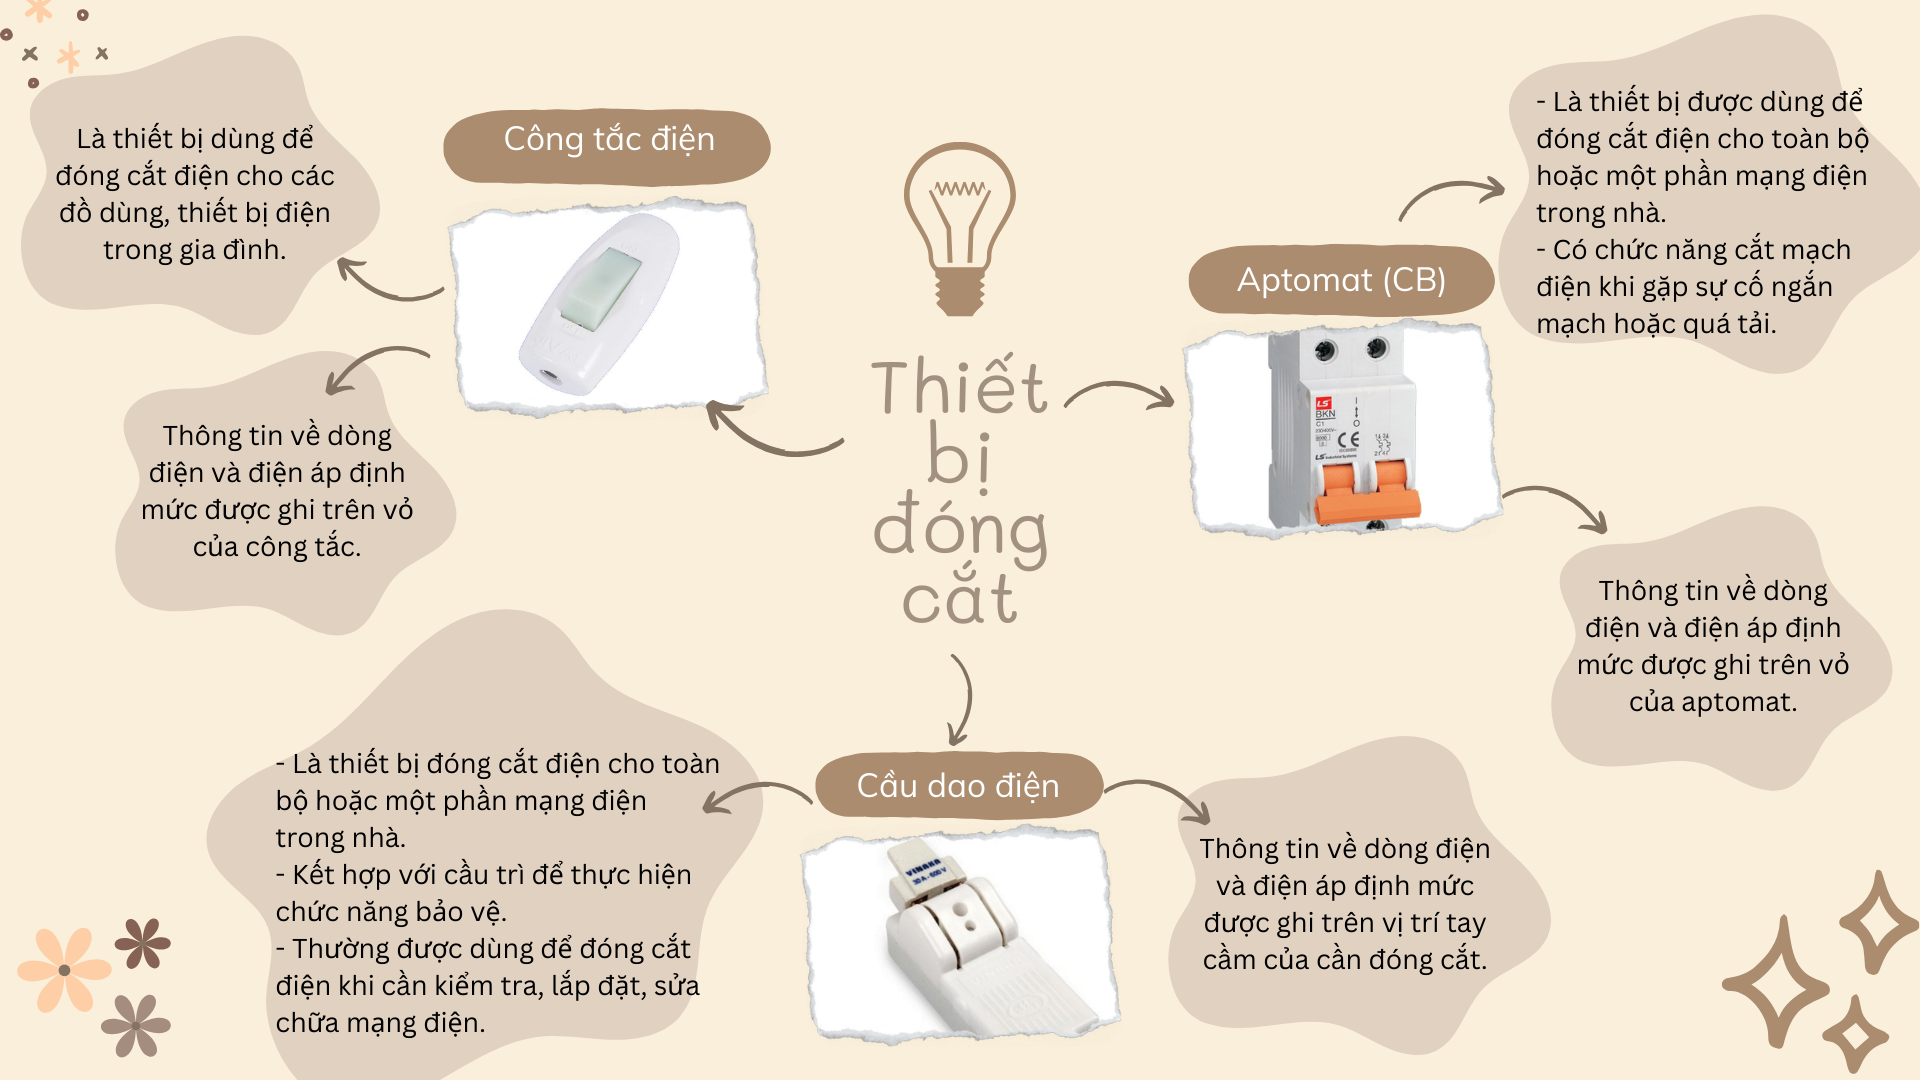 Thiết
bị
đóng
cắt
Công tắc điện
Là thiết bị dùng để
đóng cắt điện cho các
đồ dùng, thiết bị điện
trong gia đình.
Thông tin về dòng
điện và điện áp định
mức được ghi trên vỏ
của công tắc.
Aptomat (CB)
- Là thiết bị được dùng để
đóng cắt điện cho toàn bộ
hoặc một phần mạng điện
trong nhà.
- Có chức năng cắt mạch
điện khi gặp sự cố ngắn
mạch hoặc quá tải.
LS
BKN
C1
I
O
CE
Thông tin về dòng
điện và điện áp định
mức được ghi trên vỏ
của aptomat.
Cầu dao điện
- Là thiết bị đóng cắt điện cho toàn
bộ hoặc một phần mạng điện
trong nhà.
- Kết hợp với cầu trì để thực hiện
chức năng bảo vệ.
- Thường được dùng để đóng cắt
điện khi cần kiểm tra, lắp đặt, sửa
chữa mạng điện.
VINAKA
30 A - 600 V
Thông tin về dòng điện
và điện áp định mức
được ghi trên vị trí tay
cầm của cần đóng cắt.